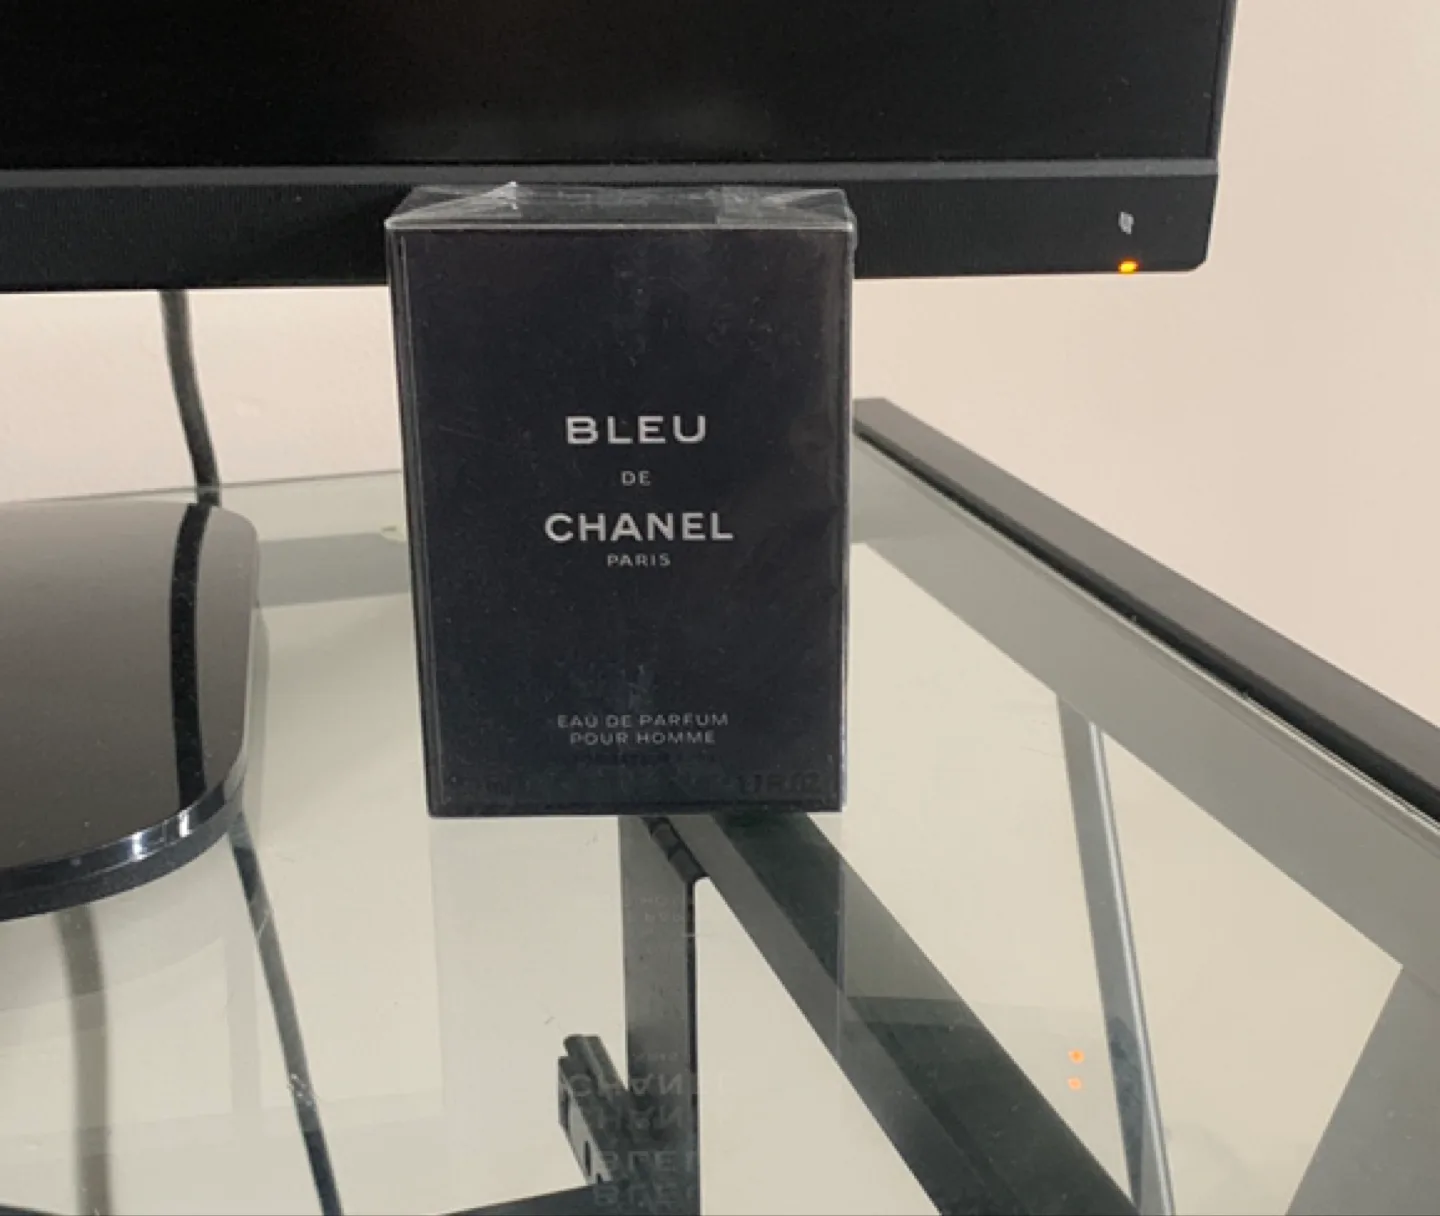 BLEU
DE
CHANEL
PARIS
EAU DE PARFUM
POUR HOMME